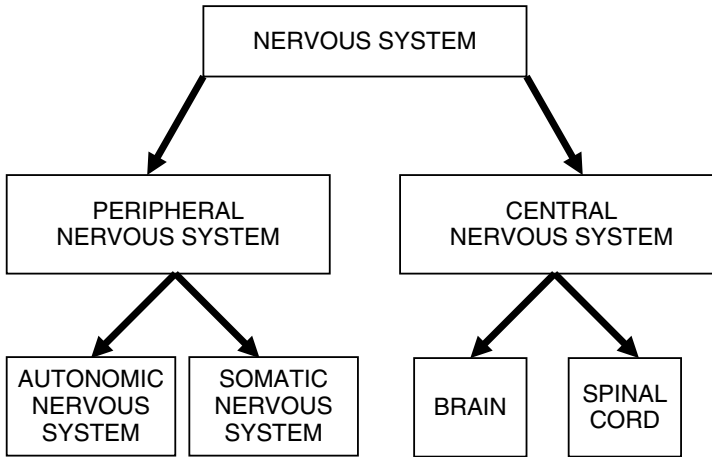 NERVOUS SYSTEM
PERIPHERAL
NERVOUS SYSTEM
CENTRAL
NERVOUS SYSTEM
AUTONOMIC
NERVOUS
SYSTEM
SOMATIC
NERVOUS
SYSTEM
BRAIN
SPINAL
CORD